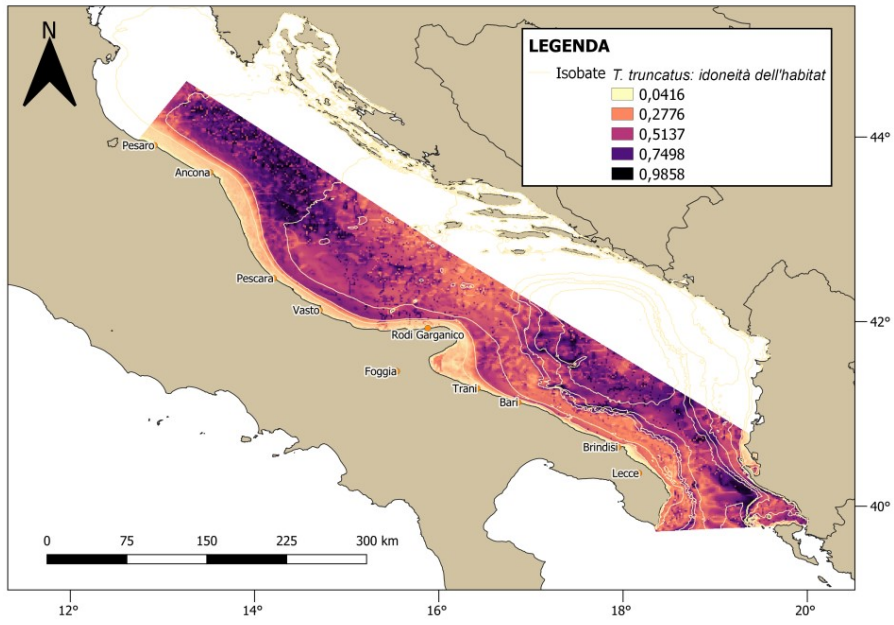 N
LEGENDA
Isobate T. truncatus: idoneità dell'habitat
0,0416
0,2776
0,5137
0,7498
0,9858
44°
Pesaro
Ancona
Pescara
Vasto
42°
Rodi Garganico
Foggia
Trani
Bari
Brindisi
Lecce
40°
0 75 150 225 300 km
12° 14° 16° 18° 20°